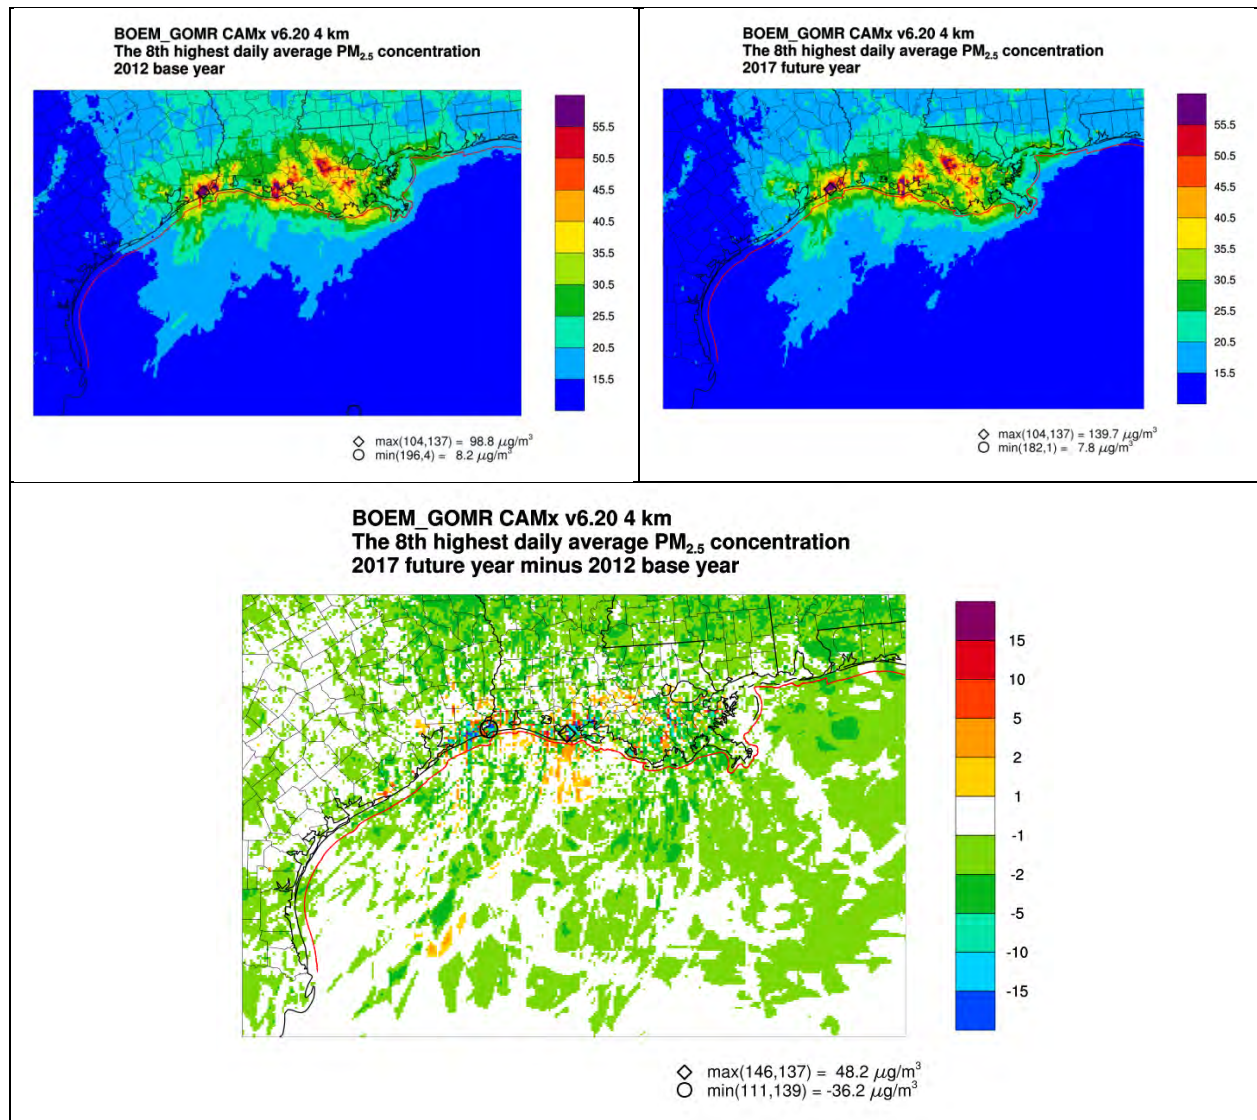 BOEM_GOMR CAMx v6.20 4 km
The 8th highest daily average PM2.5 concentration
2012 base year
55.5
50.5
45.5
40.5
35.5
30.5
25.5
20.5
15.5
max(104,137) = 98.8 μg/m3
min(196,4) = 8.2 μg/m3
BOEM_GOMR CAMx v6.20 4 km
The 8th highest daily average PM2.5 concentration
2017 future year
55.5
50.5
45.5
40.5
35.5
30.5
25.5
20.5
15.5
max(104,137) = 139.7 μg/m3
min(182,1) = 7.8 μg/m3
BOEM_GOMR CAMx v6.20 4 km
The 8th highest daily average PM2.5 concentration
2017 future year minus 2012 base year
15
10
5
2
1
-1
-2
-5
-10
-15
max(146,137) = 48.2 μg/m3
min(111,139) = -36.2 μg/m3